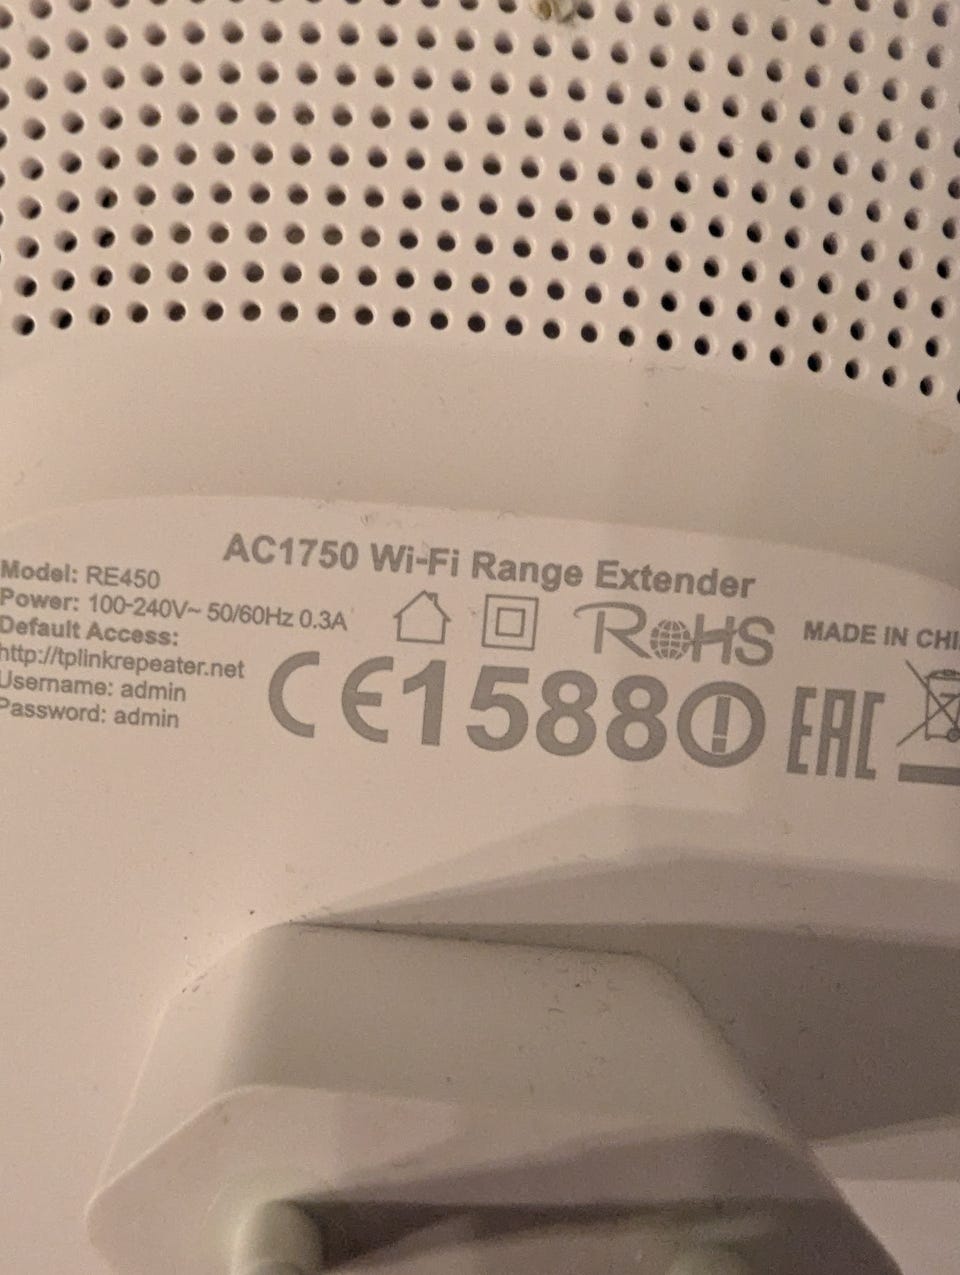 AC1750 Wi-Fi Range Extender
Model: RE450
Power: 100-240V~ 50/60Hz 0.3A
Default Access:
http://tplinkrepeater.net
Username: admin
Password: admin
RoHS
MADE IN CHI
CE1588
EAC